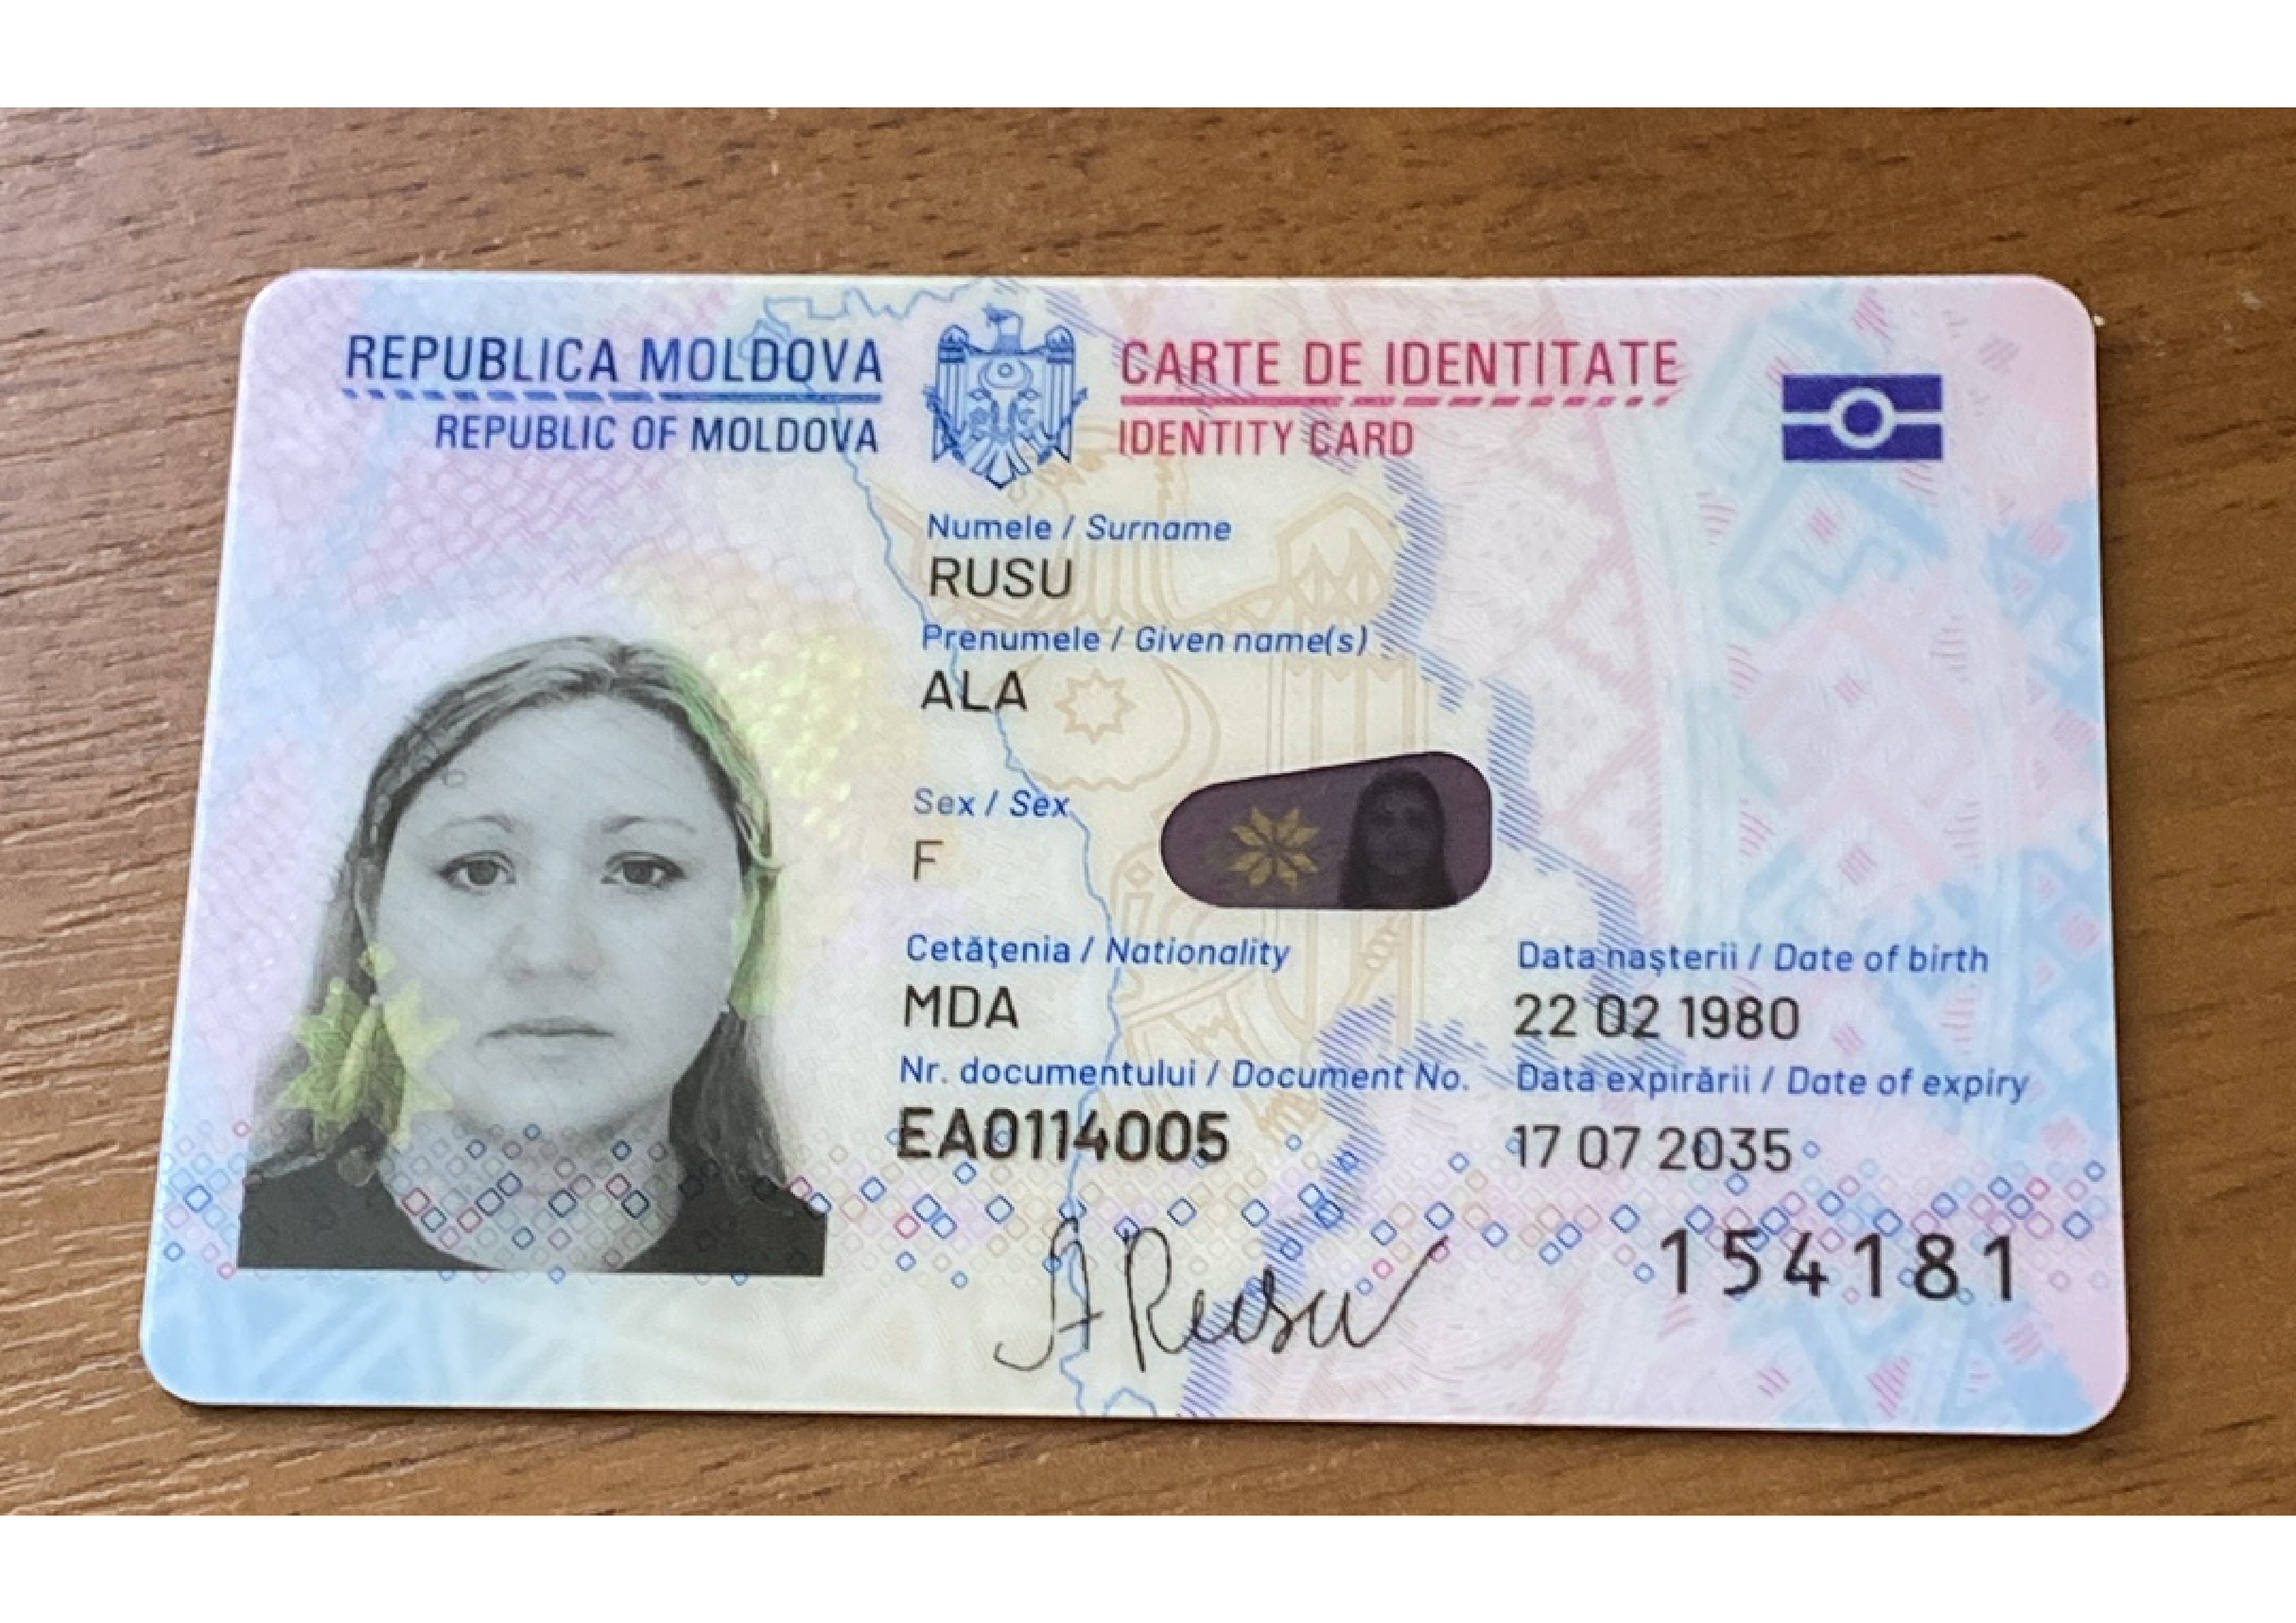 REPUBLICA MOLDOVA
REPUBLIC OF MOLDOVA
CARTE DE IDENTITATE
IDENTITY CARD
Numele / Surname
RUSU
Prenumele / Given name(s)
ALA
Sex / Sex
F
Cetăţenia / Nationality
MDA
Data naşterii / Date of birth
22 02 1980
Nr. documentului / Document No.
EA0114005
Data expirării / Date of expiry
17 07 2035
154181
A Rusu